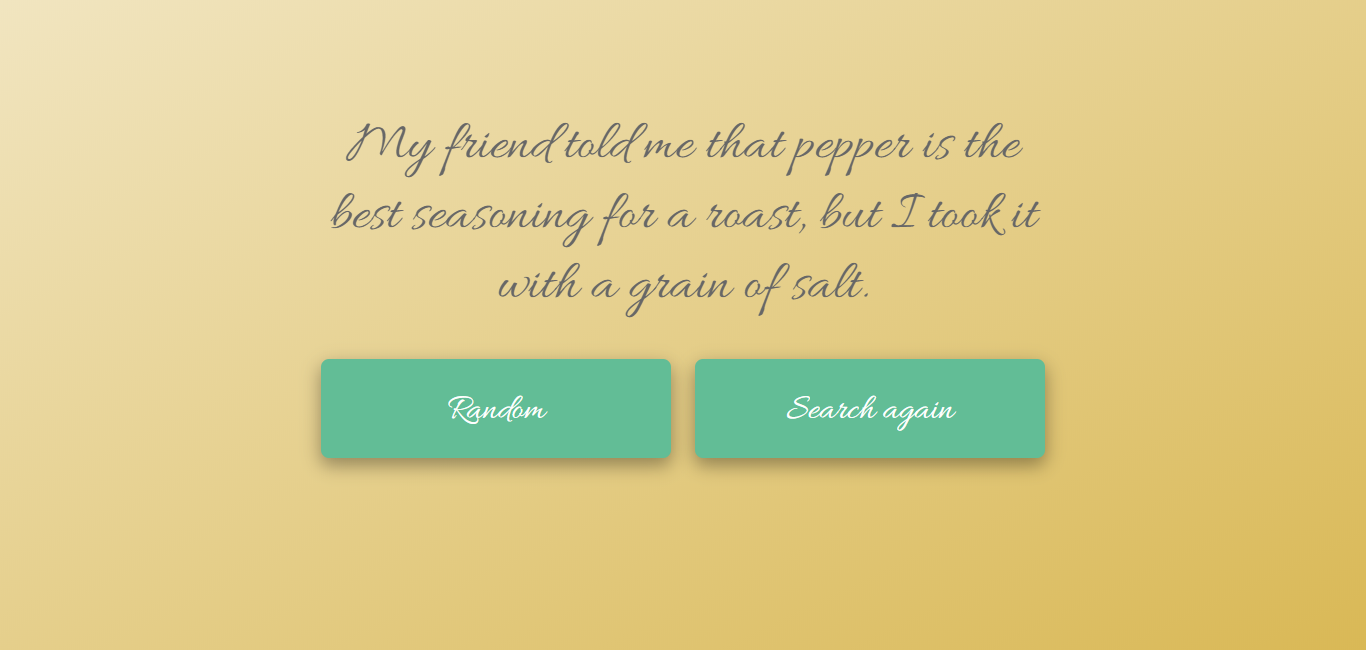 My friend told me that pepper is the
best seasoning for a roast, but I took it
with a grain of salt.
Random
Search again